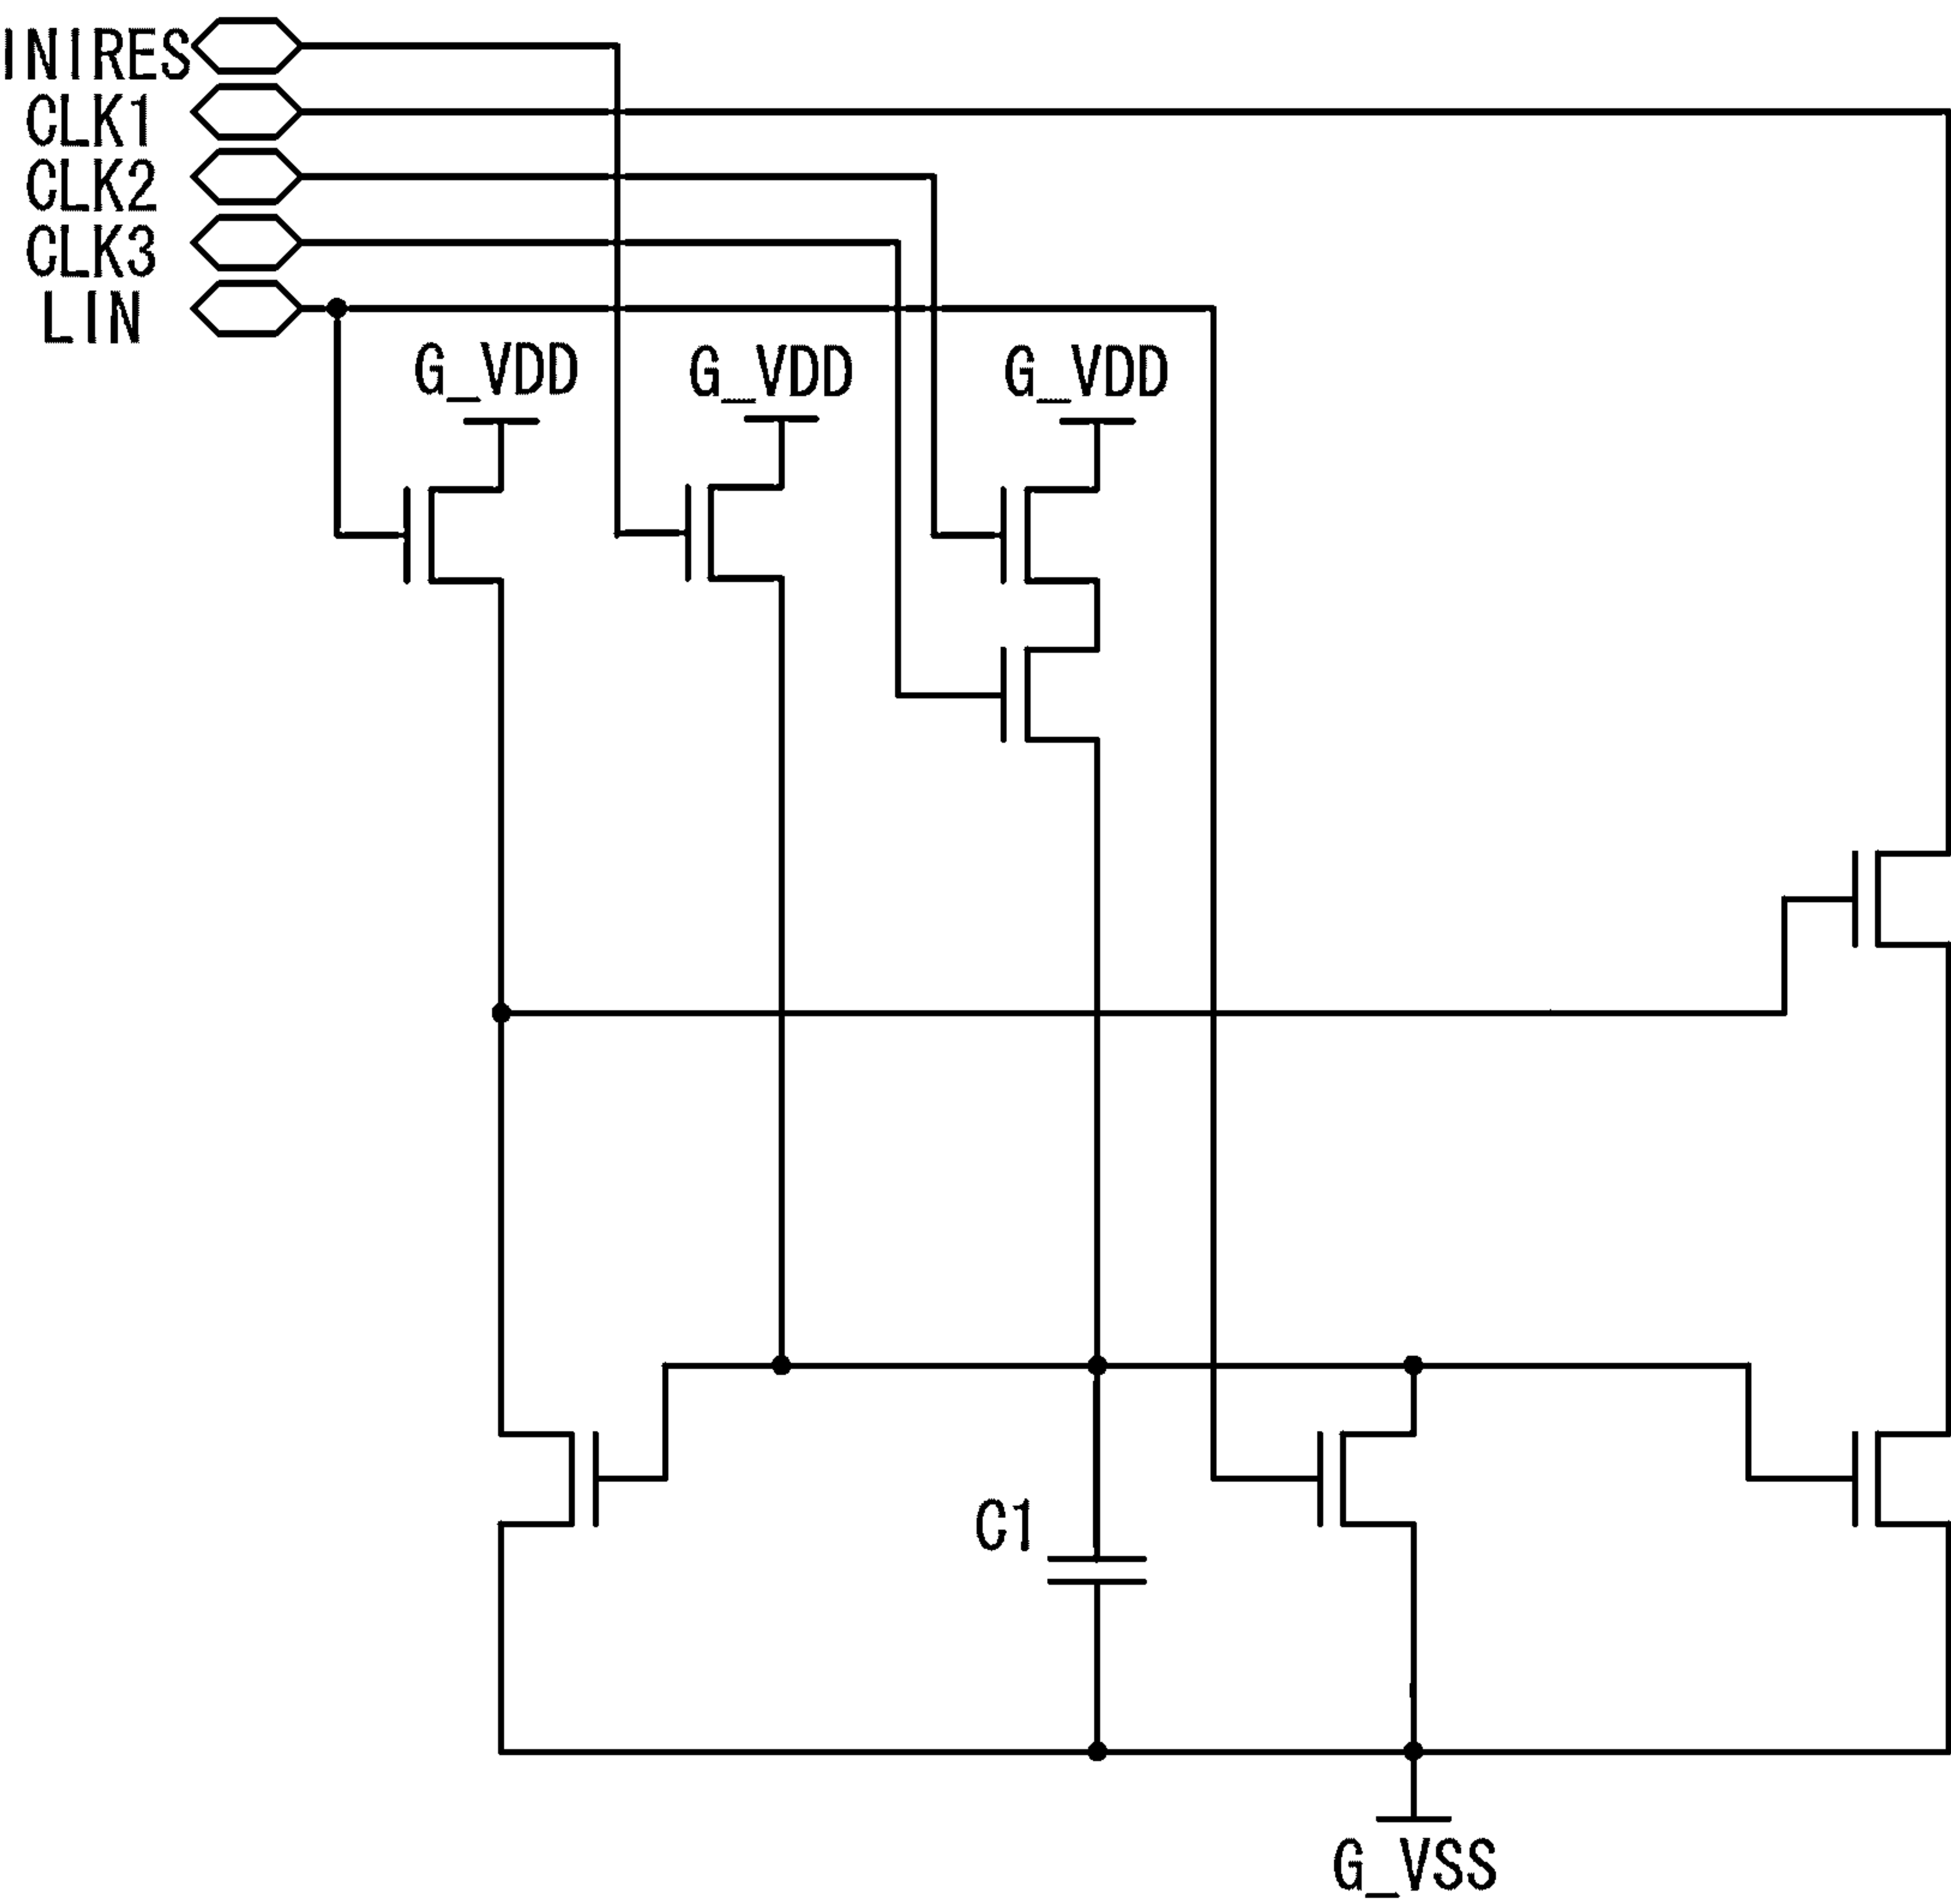 INIRES
CLK1
CLK2
CLK3
LIN
G_VDD
G_VDD
G_VDD
C1
G_VSS